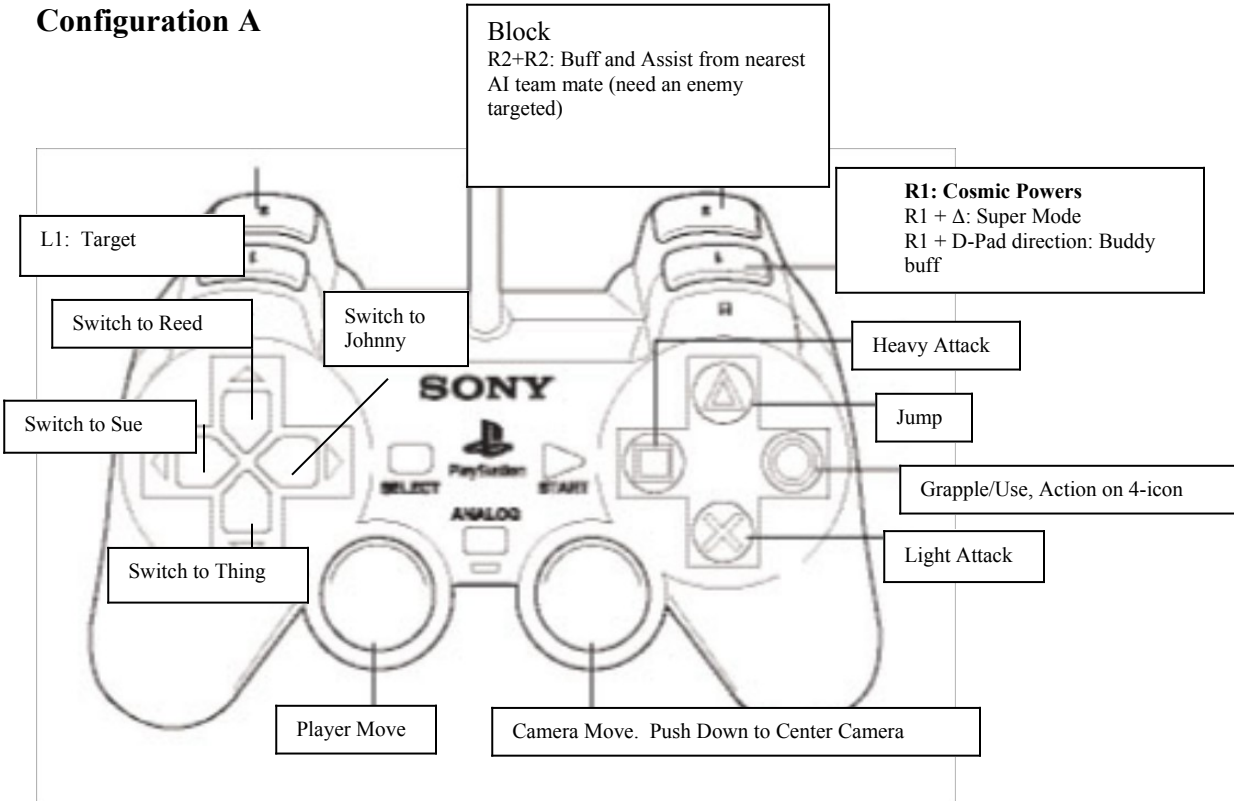 Configuration A
Block
R2+R2: Buff and Assist from nearest
AI team mate (need an enemy
targeted)
R1: Cosmic Powers
R1 + Δ: Super Mode
R1 + D-Pad direction: Buddy
buff
L1: Target
Switch to Reed
Switch to
Johnny
Heavy Attack
SONY
Jump
Switch to Sue
PlayStation
SELECT
START
Grapple/Use, Action on 4-icon
ANALOG
Light Attack
Switch to Thing
Player Move
Camera Move. Push Down to Center Camera